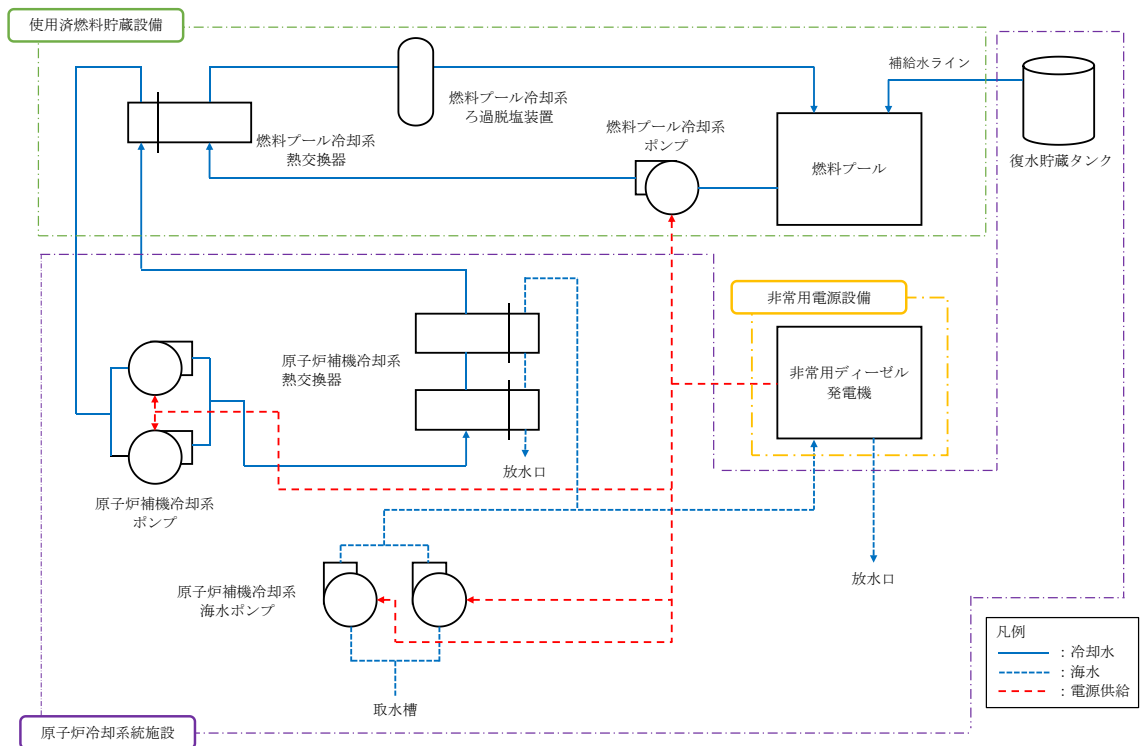 使用済燃料貯蔵設備
補給水ライン
燃料プール冷却系
ろ過脱塩装置
燃料プール冷却系
ポンプ
燃料プール冷却系
熱交換器
燃料プール
復水貯蔵タンク
非常用電源設備
原子炉補機冷却系
熱交換器
非常用ディーゼル
発電機
放水口
原子炉補機冷却系
ポンプ
放水口
原子炉補機冷却系
海水ポンプ
取水槽
原子炉冷却系統施設
凡例
：冷却水
：海水
：電源供給